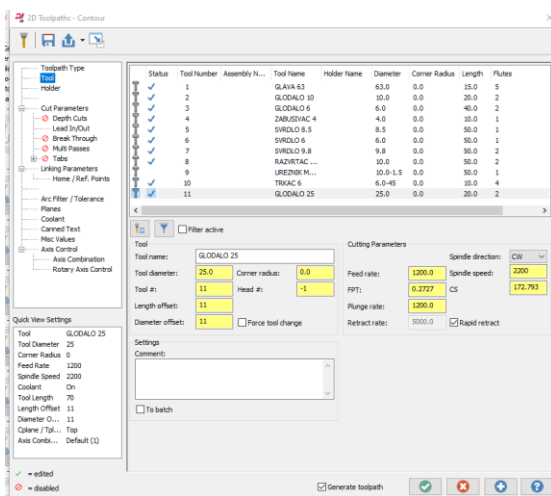 2D Toolpaths - Contour
Toolpath Type
Tool
Holder
Cut Parameters
Depth Cuts
Lead In/Out
Break Through
Multi Passes
Tabs
Linking Parameters
Home / Ref. Points
Arc Filter / Tolerance
Planes
Coolant
Canned Text
Misc Values
Axis Control
Axis Combination
Rotary Axis Control
Quick View Settings
Tool GLODALO 25
Tool Diameter 25
Corner Radius 0
Feed Rate 1200
Spindle Speed 2200
Coolant On
Tool Length 70
Length Offset 11
Diameter O... 11
Cplane / Tpl... Top
Axis Combi... Default (1)
= edited
= disabled
Status Tool Number Assembly N... Tool Name Holder Name Diameter Corner Radius Length Flutes
1 GLAVA 63 63.0 0.0 15.0 5
2 GLODALO 10 10.0 0.0 20.0 2
3 GLODALO 6 6.0 0.0 40.0 2
4 ZABUSIVAC 4 4.0 0.0 10.0 1
5 SVRDLO 8.5 8.5 0.0 50.0 1
6 SVRDLO 6 6.0 0.0 50.0 1
7 SVRDLO 9.8 9.8 0.0 50.0 2
8 RAZVRTAC ... 10.0 0.0 50.0 2
9 UREZNIK M... 10.0-1.5 0.0 50.0 1
10 TRKAC 6 6.0-45 0.0 10.0 4
11 GLODALO 25 25.0 0.0 20.0 2
Filter active
Tool
Tool name: GLODALO 25
Tool diameter: 25.0 Corner radius: 0.0
Tool #: 11 Head #: -1
Length offset: 11
Diameter offset: 11 Force tool change
Cutting Parameters
Spindle direction: CW
Feed rate: 1200.0 Spindle speed: 2200
FPT: 0.2727 CS 172.793
Plunge rate: 1200.0
Retract rate: 5000.0 Rapid retract
Settings
Comment:
To batch
Generate toolpath